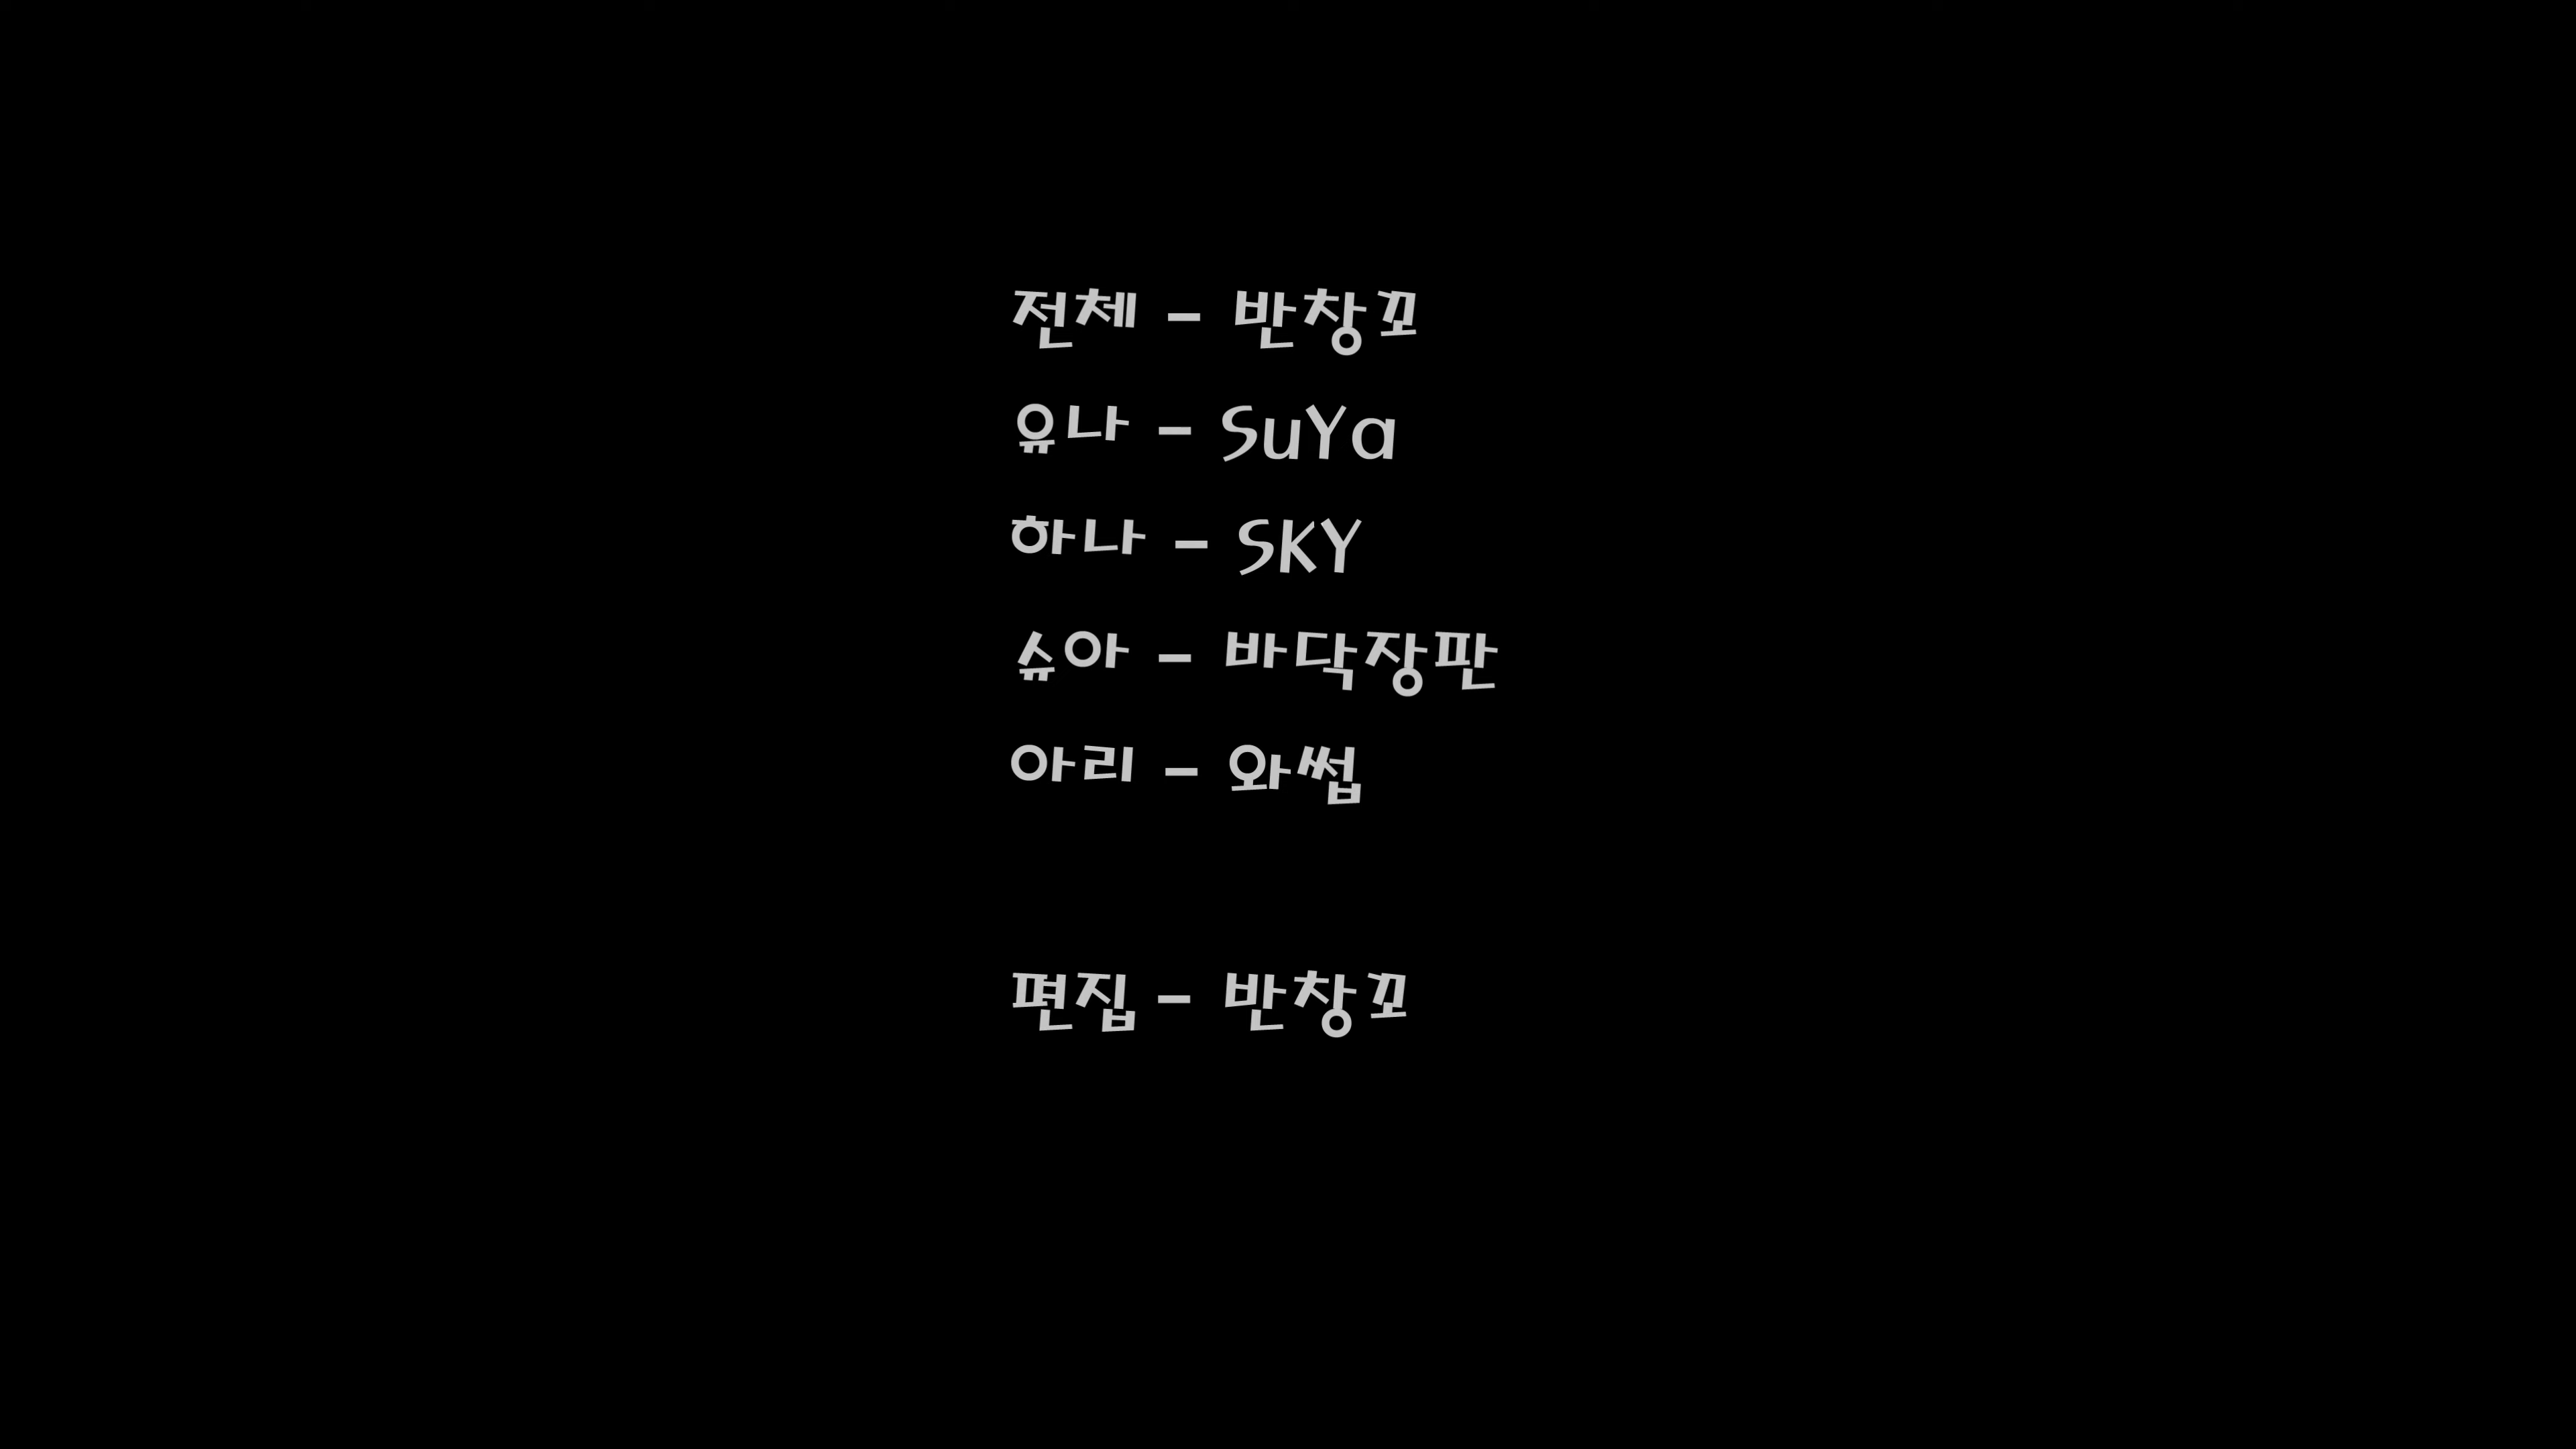 전체 - 반창꼬
유나 - SuYa
하나 - SKY
슈아 - 바닥장판
아리 - 와썹
편집 - 반창꼬